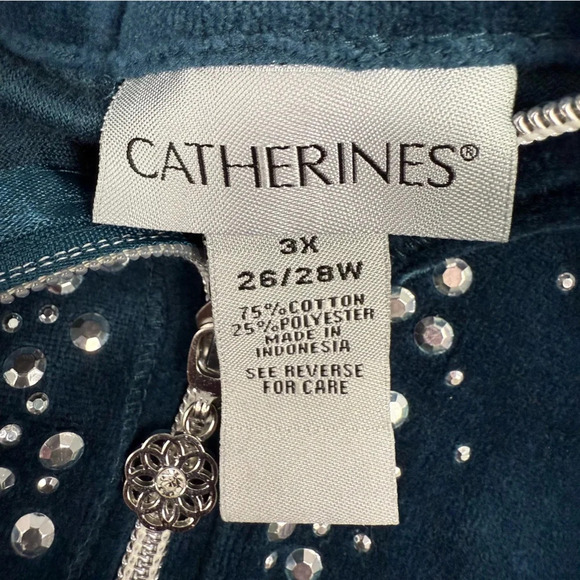 CATHERINES®
3X
26/28W
75%COTTON
25%POLYESTER
MADE IN
INDONESIA
SEE REVERSE
FOR CARE